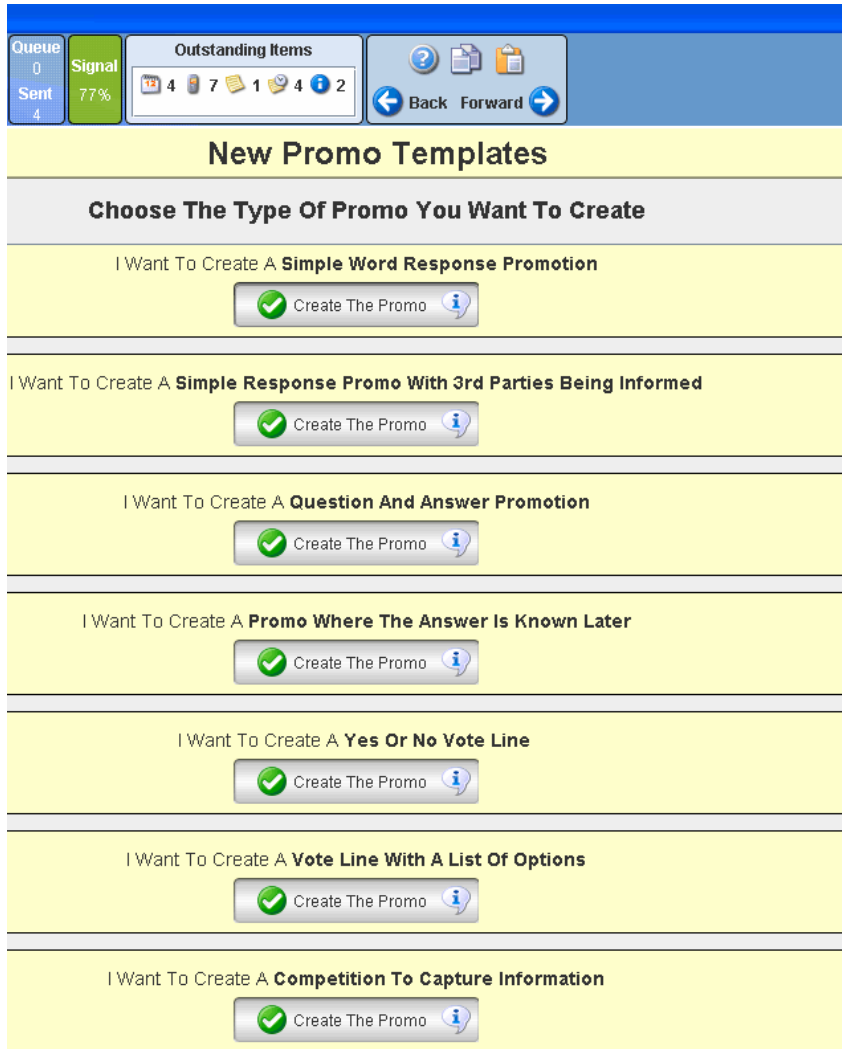 Queue
0
Sent
4
Signal
77%
Outstanding Items
12 4 7 1 4 i 2
?
Back Forward
New Promo Templates
Choose The Type Of Promo You Want To Create
I Want To Create A Simple Word Response Promotion
Create The Promo i
I Want To Create A Simple Response Promo With 3rd Parties Being Informed
Create The Promo i
I Want To Create A Question And Answer Promotion
Create The Promo i
I Want To Create A Promo Where The Answer Is Known Later
Create The Promo i
I Want To Create A Yes Or No Vote Line
Create The Promo i
I Want To Create A Vote Line With A List Of Options
Create The Promo i
I Want To Create A Competition To Capture Information
Create The Promo i